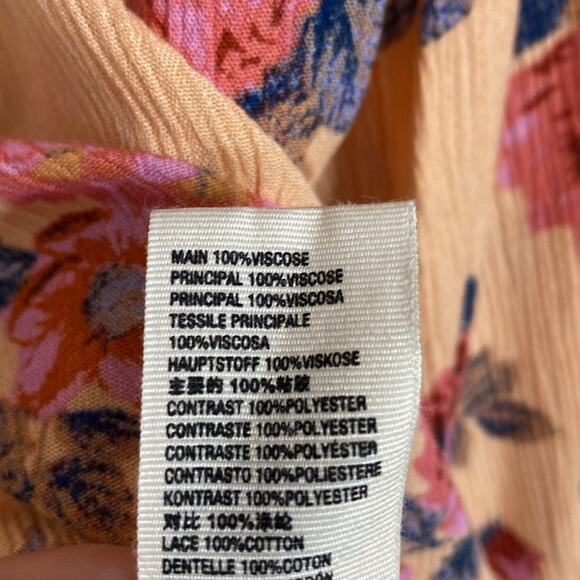 MAIN 100%VISCOSE
PRINCIPAL 100%VISCOSE
PRINCIPAL 100%VISCOSA
TESSILE PRINCIPALE
100%VISCOSA
HAUPTSTOFF 100%VISKOSE
主要的 100%粘胶
CONTRAST 100%POLYESTER
CONTRASTE 100%POLYESTER
CONTRASTE 100%POLYESTER
CONTRASTO 100%POLIESTERE
KONTRAST 100%POLYESTER
对比 100%涤纶
LACE 100%COTTON
DENTELLE 100%COTON